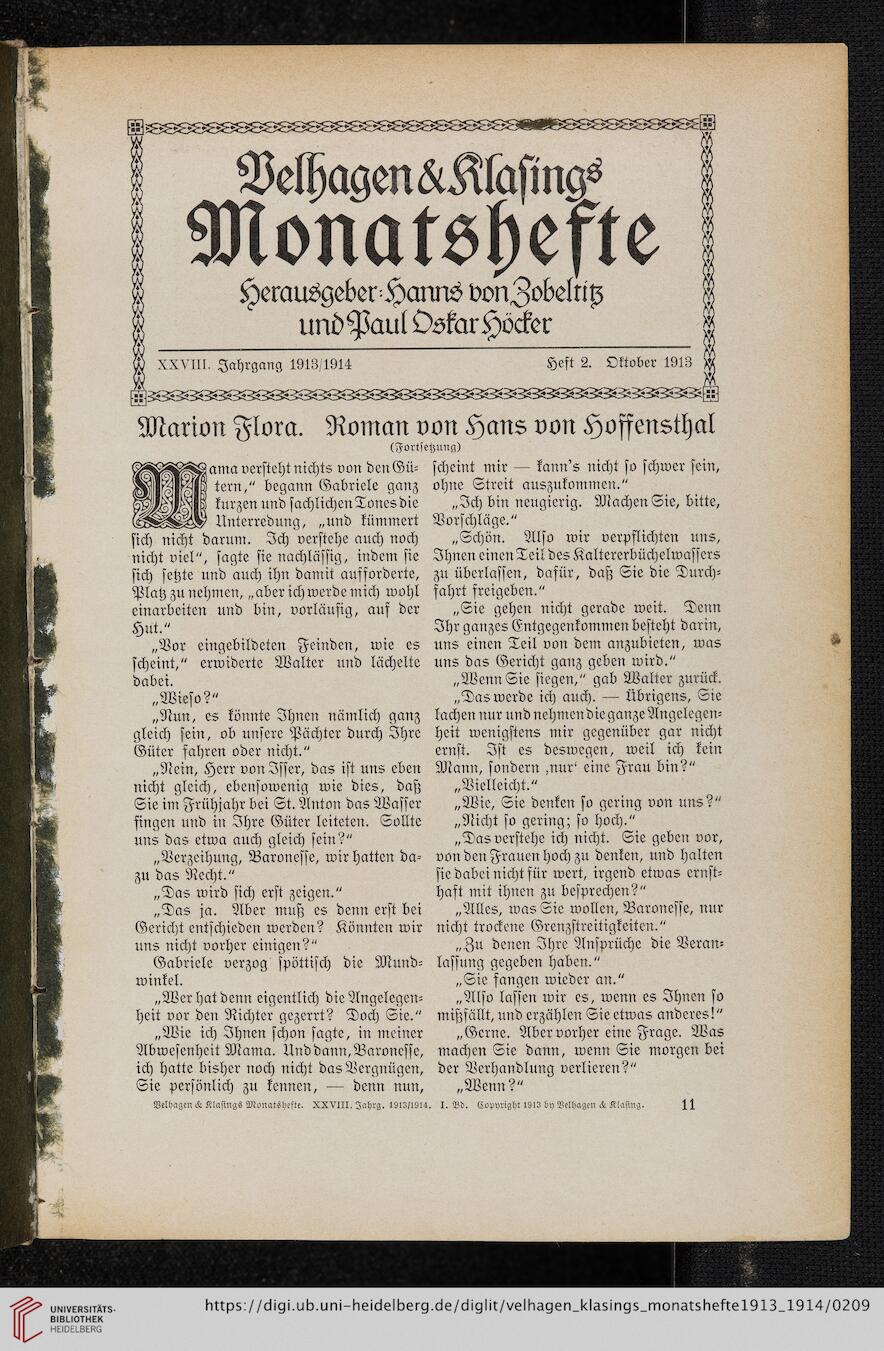 Velhagen & Klasings
Monatshefte
Herausgeber: Hanns von Zobeltitz
und Paul Oskar Höcker
XXVIII. Jahrgang 1913/1914
Heft 2. Oktober 1913
Marion Flora. Roman von Hans von Hoffensthal
(Fortsetzung)
Mama versteht nichts von den Gü-
tern,“ begann Gabriele ganz
kurzen und sachlichen Tones die
Unterredung, „und kümmert
sich nicht darum. Ich verstehe auch noch
nicht viel“, sagte sie nachlässig, indem sie
sich setzte und auch ihn damit aufforderte,
Platz zu nehmen, „aber ich werde mich wohl
einarbeiten und bin, vorläufig, auf der
Hut.“
„Vor eingebildeten Feinden, wie es
scheint,“ erwiderte Walter und lächelte
dabei.
„Wieso?“
„Nun, es könnte Ihnen nämlich ganz
gleich sein, ob unsere Pächter durch Ihre
Güter fahren oder nicht.“
„Nein, Herr von Isser, das ist uns eben
nicht gleich, ebensowenig wie dies, daß
Sie im Frühjahr bei St. Anton das Wasser
fingen und in Ihre Güter leiteten. Sollte
uns das etwa auch gleich sein?“
„Verzeihung, Baronesse, wir hatten da-
zu das Recht.“
„Das wird sich erst zeigen.“
„Das ja. Aber muß es denn erst bei
Gericht entschieden werden? Könnten wir
uns nicht vorher einigen?“
Gabriele verzog spöttisch die Mund-
winkel.
„Wer hat denn eigentlich die Angelegen-
heit vor den Richter gezerrt? Doch Sie.“
„Wie ich Ihnen schon sagte, in meiner
Abwesenheit Mama. Und dann, Baronesse,
ich hatte bisher noch nicht das Vergnügen,
Sie persönlich zu kennen, — denn nun,
scheint mir — kann’s nicht so schwer sein,
ohne Streit auszukommen.“
„Ich bin neugierig. Machen Sie, bitte,
Vorschläge.“
„Schön. Also wir verpflichten uns,
Ihnen einen Teil des Kaltererbüchelwassers
zu überlassen, dafür, daß Sie die Durch-
fahrt freigeben.“
„Sie gehen nicht gerade weit. Denn
Ihr ganzes Entgegenkommen besteht darin,
uns einen Teil von dem anzubieten, was
uns das Gericht ganz geben wird.“
„Wenn Sie siegen,“ gab Walter zurück.
„Das werde ich auch. — Übrigens, Sie
lachen nur und nehmen die ganze Angelegen-
heit wenigstens mir gegenüber gar nicht
ernst. Ist es deswegen, weil ich kein
Mann, sondern ‚nur‘ eine Frau bin?“
„Vielleicht.“
„Wie, Sie denken so gering von uns?“
„Nicht so gering; so hoch.“
„Das verstehe ich nicht. Sie geben vor,
von den Frauen hoch zu denken, und halten
sie dabei nicht für wert, irgend etwas ernst-
haft mit ihnen zu besprechen?“
„Alles, was Sie wollen, Baronesse, nur
nicht trockene Grenzstreitigkeiten.“
„Zu denen Ihre Ansprüche die Veran-
lassung gegeben haben.“
„Sie fangen wieder an.“
„Also lassen wir es, wenn es Ihnen so
mißfällt, und erzählen Sie etwas anderes!“
„Gerne. Aber vorher eine Frage. Was
machen Sie dann, wenn Sie morgen bei
der Verhandlung verlieren?“
„Wenn?“
Velhagen & Klasings Monatshefte. XXVIII. Jahrg. 1913/1914. I. Bd. Copyright 1913 by Velhagen & Klasing. 11
UNIVERSITÄTS-
BIBLIOTHEK
HEIDELBERG
https://digi.ub.uni-heidelberg.de/diglit/velhagen_klasings_monatshefte1913_1914/0209